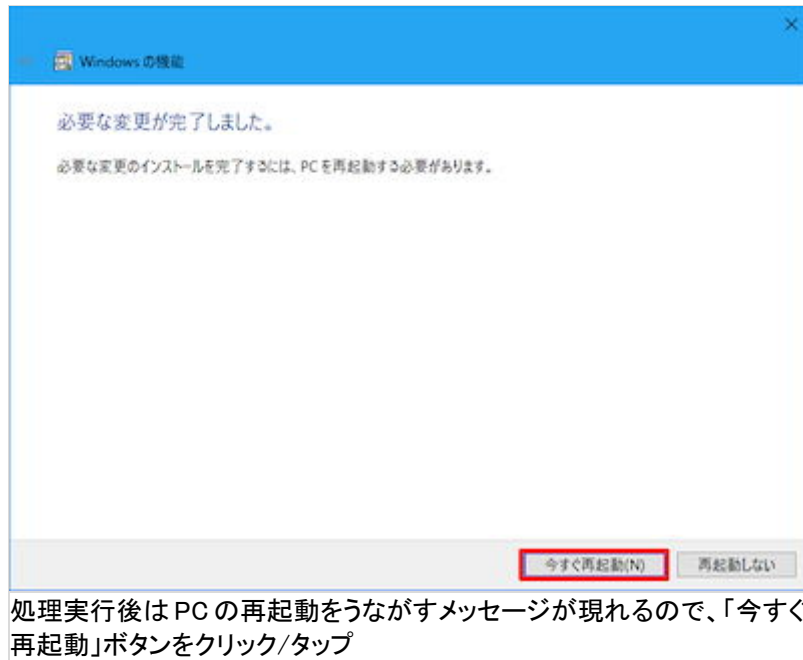 Windows の機能
必要な変更が完了しました。
必要な変更のインストールを完了するには、PC を再起動する必要があります。
今すぐ再起動(N)
再起動しない
処理実行後はPCの再起動をうながすメッセージが現れるので、「今すぐ
再起動」ボタンをクリック/タップ